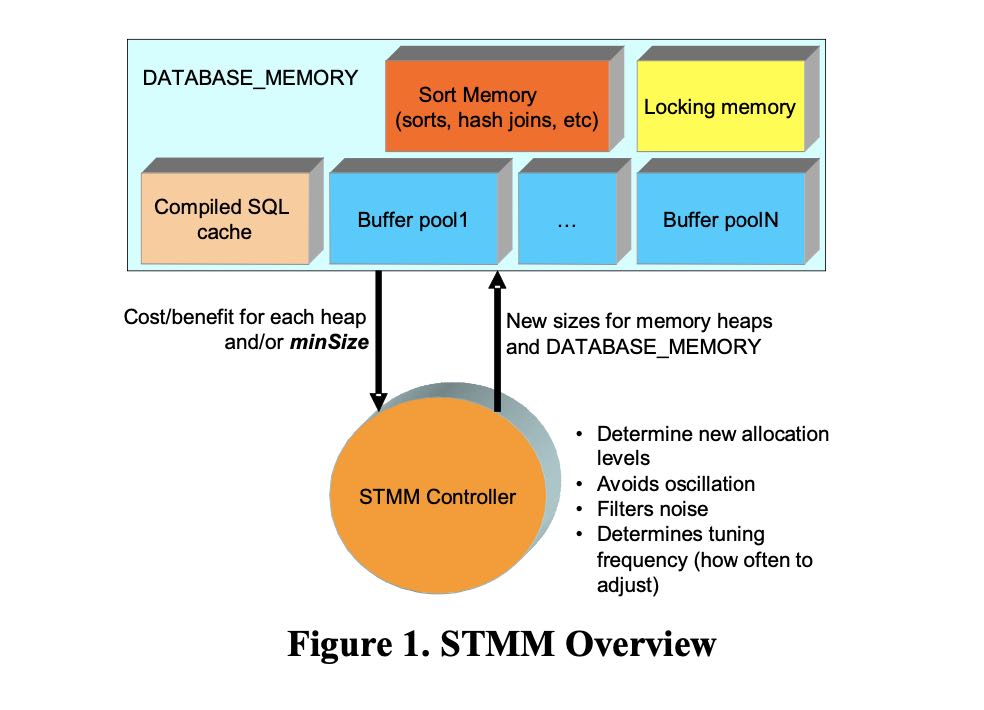 DATABASE_MEMORY
Sort Memory
(sorts, hash joins, etc)
Locking memory
Compiled SQL
cache
Buffer pool1
…
Buffer poolN
Cost/benefit for each heap
and/or minSize
New sizes for memory heaps
and DATABASE_MEMORY
STMM Controller
• Determine new allocation
levels
• Avoids oscillation
• Filters noise
• Determines tuning
frequency (how often to
adjust)
Figure 1. STMM Overview